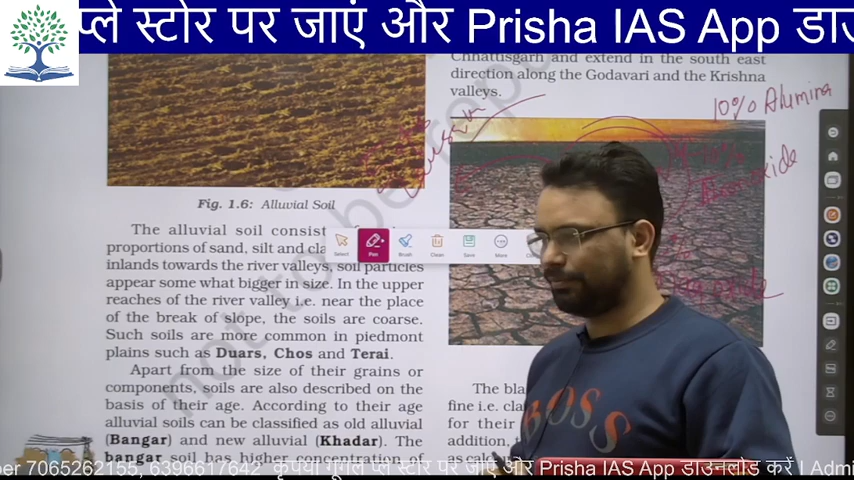 प्ले स्टोर पर जाएं और Prisha IAS App डाउ
Chhattisgarh and extend in the south east
direction along the Godavari and the Krishna
valleys.
10% Alumina
Fig. 1.6: Alluvial Soil
The alluvial soil consist
proportions of sand, silt and cla
inlands towards the river valleys, soil particles
appear some what bigger in size. In the upper
reaches of the river valley i.e. near the place
of the break of slope, the soils are coarse.
Such soils are more common in piedmont
plains such as Duars, Chos and Terai.
Apart from the size of their grains or
components, soils are also described on the
basis of their age. According to their age
alluvial soils can be classified as old alluvial
(Bangar) and new alluvial (Khadar). The
bangar soil has higher concentration of
Select
Pen
Brush
Clean
Save
More
The bla
fine i.e. cla
for their
addition,
as calc
not to be
BOSS
ber 7065262155, 6396617642 कृपया गूगल प्ले स्टोर पर जाएं और Prisha IAS App डाउनलोड करें I Admi